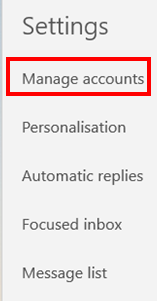 Settings
Manage accounts
Personalisation
Automatic replies
Focused inbox
Message list